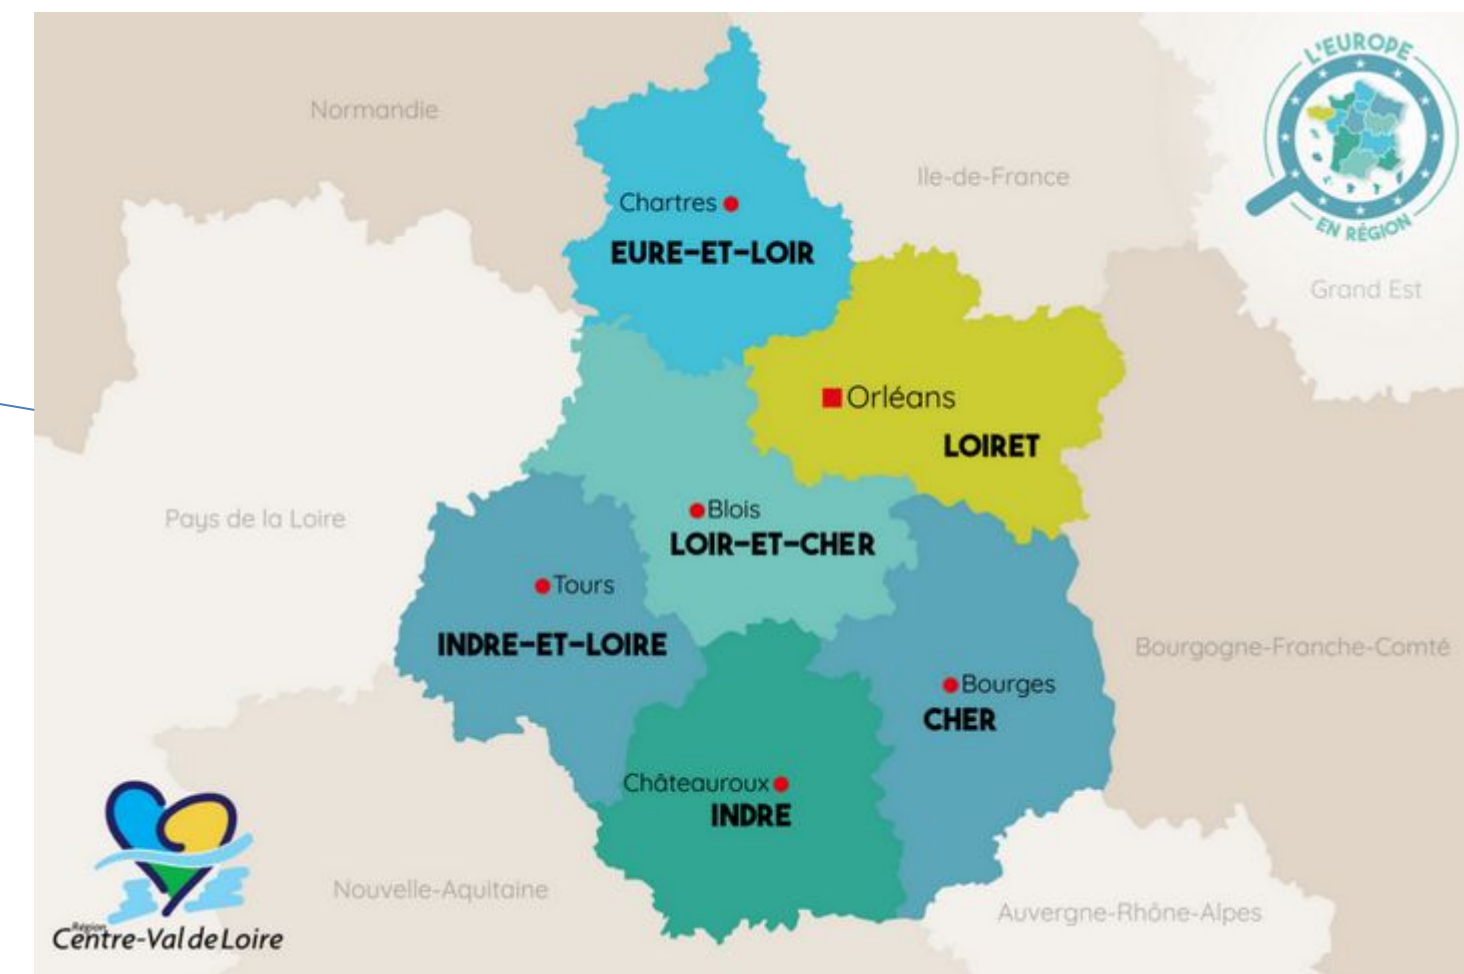 L'EUROPE
EN RÉGION
Normandie
Ile-de-France
Grand Est
Chartres
EURE-ET-LOIR
Orléans
LOIRET
Pays de la Loire
Blois
LOIR-ET-CHER
Tours
INDRE-ET-LOIRE
Bourgogne-Franche-Comté
Bourges
CHER
Châteauroux
INDRE
Nouvelle-Aquitaine
Auvergne-Rhône-Alpes
Région
Centre-Val de Loire